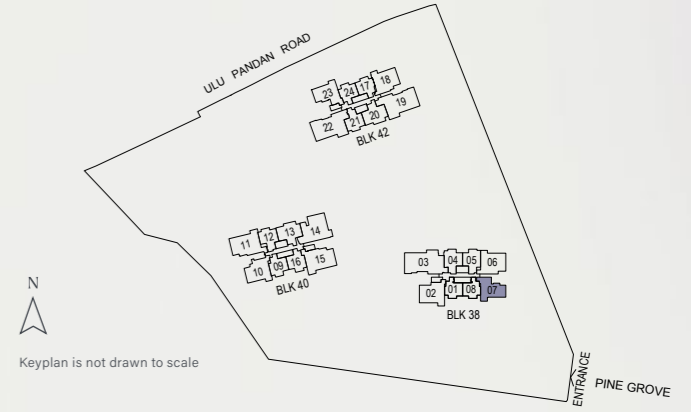 ULU PANDAN ROAD
23 24 17 18
22 21 20 19
BLK 42
11 12 13 14
10 09 16 15
BLK 40
03 04 05 06
02 01 08 07
BLK 38
N
Keyplan is not drawn to scale
ENTRANCE
PINE GROVE